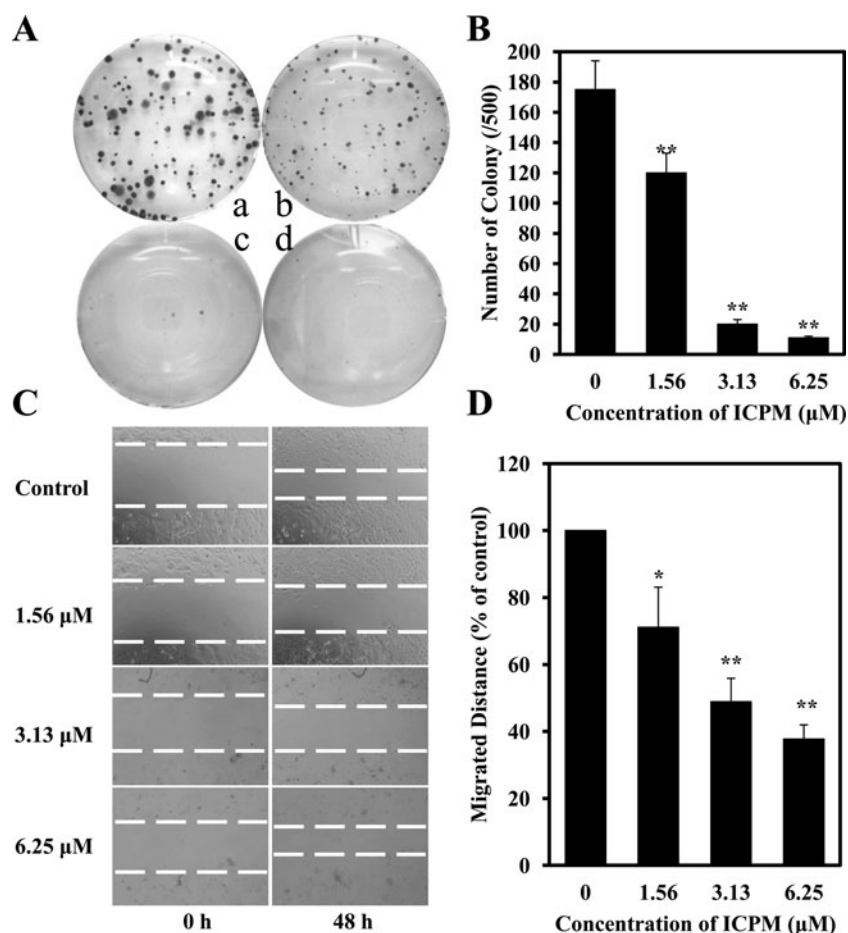 A
a b
c d
B
200
180
160
140
120
100
80
60
40
20
0
Number of Colony (/500)
**
**
**
0 1.56 3.13 6.25
Concentration of ICPM (μM)
C
Control
1.56 μM
3.13 μM
6.25 μM
0 h 48 h
D
120
100
80
60
40
20
0
Migrated Distance (% of control)
*
**
**
0 1.56 3.13 6.25
Concentration of ICPM (μM)